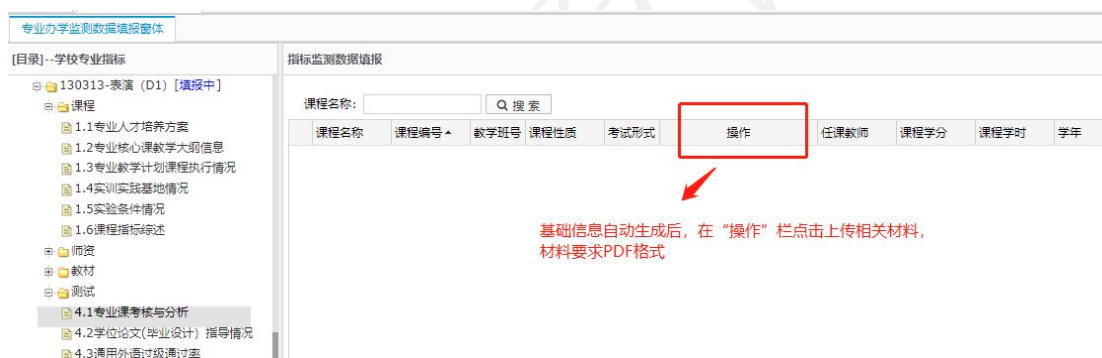 专业办学监测数据填报窗体
[目录]--学校专业指标
指标监测数据填报
130313-表演（D1）[填报中]
课程
1.1专业人才培养方案
1.2专业核心课教学大纲信息
1.3专业教学计划课程执行情况
1.4实训实践基地情况
1.5实验条件情况
1.6课程指标综述
师资
教材
测试
4.1专业课考核与分析
4.2学位论文(毕业设计）指导情况
4.3通用外语过级通过率
课程名称:
搜 索
课程名称 课程编号 教学班号 课程性质 考试形式 操作 任课教师 课程学分 课程学时 学年
基础信息自动生成后，在“操作”栏点击上传相关材料，
材料要求PDF格式